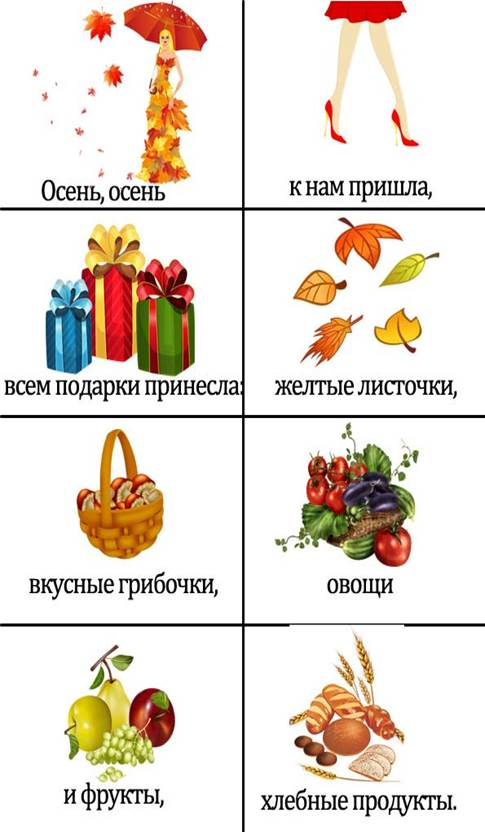 Осень, осень
к нам пришла,
всем подарки принесла:
желтые листочки,
вкусные грибочки,
овощи
и фрукты,
хлебные продукты.